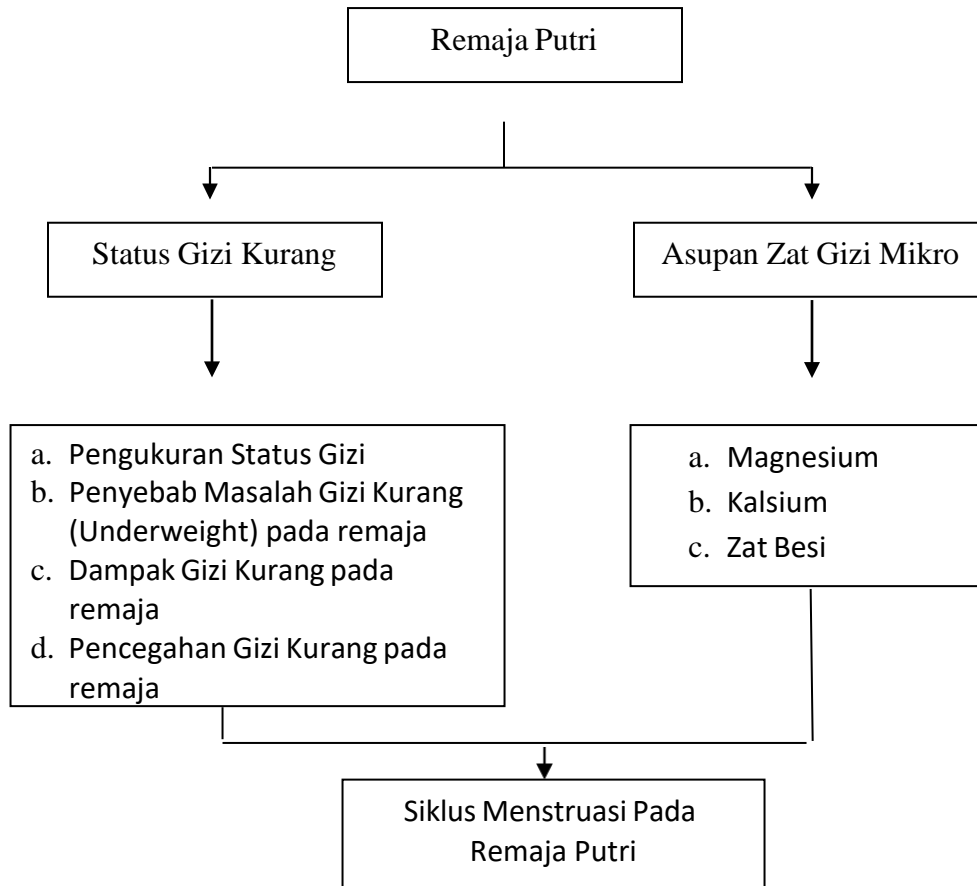 Remaja Putri
Status Gizi Kurang
Asupan Zat Gizi Mikro
a. Pengukuran Status Gizi
b. Penyebab Masalah Gizi Kurang
(Underweight) pada remaja
c. Dampak Gizi Kurang pada
remaja
d. Pencegahan Gizi Kurang pada
remaja
a. Magnesium
b. Kalsium
c. Zat Besi
Siklus Menstruasi Pada
Remaja Putri